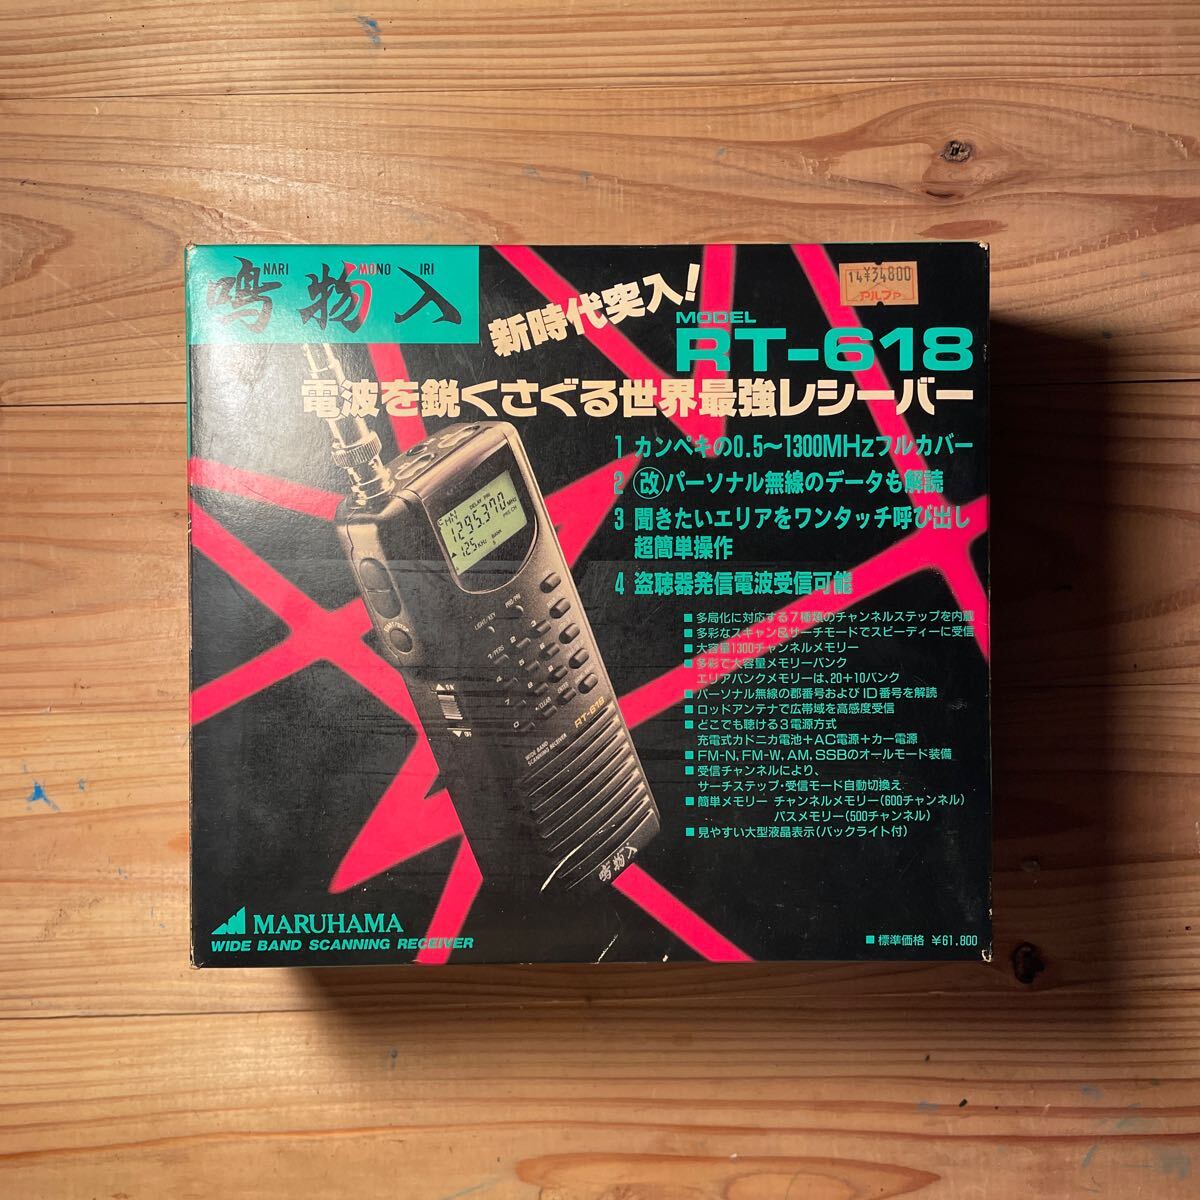 NARI MONO IRI
鳴物入
新時代突入!
14¥34800
アルファ
MODEL
RT-618
電波を鋭くさぐる世界最強レシーバー
1 カンペキの0.5〜1300MHzフルカバー
2 改パーソナル無線のデータも解読
3 聞きたいエリアをワンタッチ呼び出し
超簡単操作
4 盗聴器発信電波受信可能
■多局化に対応する7種類のチャンネルステップを内蔵
■多彩なスキャン&サーチモードでスピーディーに受信
■大容量1300チャンネルメモリー
■多彩で大容量メモリーバンク
エリアバンクメモリーは、20+10バンク
■パーソナル無線の郡番号およびID番号を解読
■ロッドアンテナで広帯域を高感度受信
■どこでも聴ける3電源方式
充電式カドニカ電池+AC電源+カー電源
■FM-N, FM-W, AM, SSBのオールモード装備
■受信チャンネルにより、
サーチステップ・受信モード自動切換え
■簡単メモリー チャンネルメモリー(600チャンネル)
パスメモリー(500チャンネル)
■見やすい大型液晶表示(バックライト付)
DELAY PRI
1295.370 MHz
PRE CH
12.5 KHz BANK
LIGHT/KEY
RT-618
WIDE BAND
SCANNING RECEIVER
鳴物入
MARUHAMA
WIDE BAND SCANNING RECEIVER
■標準価格 ¥61,800